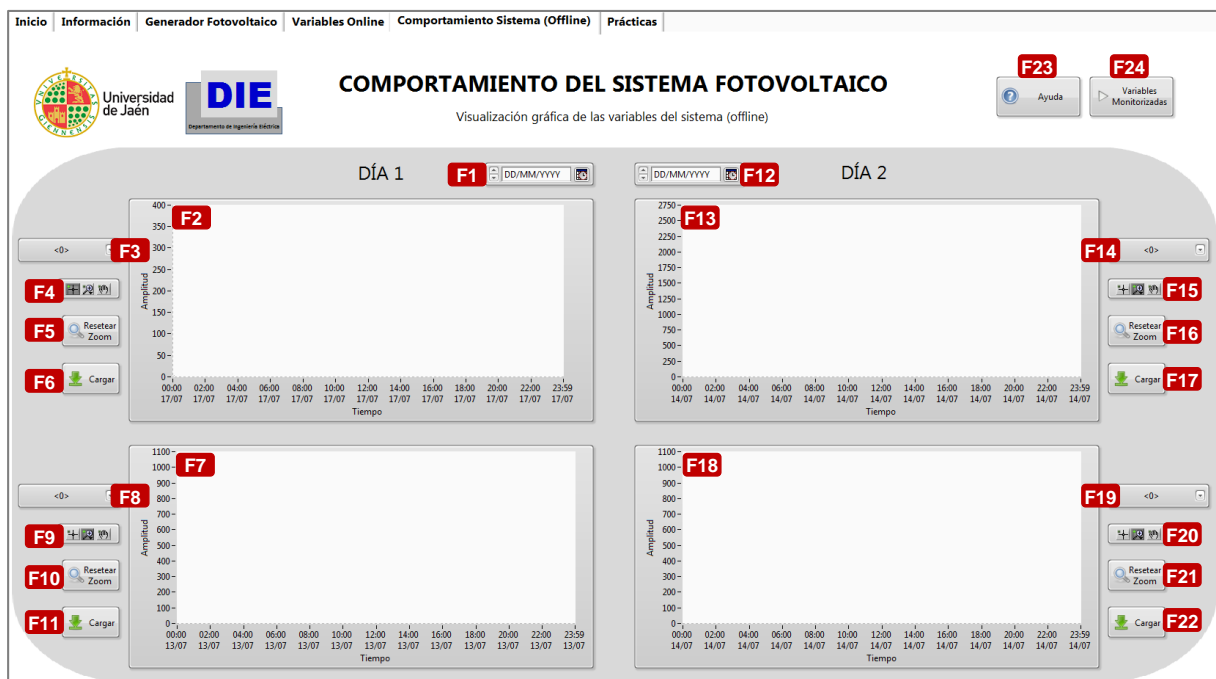 Inicio Información Generador Fotovoltaico Variables Online Comportamiento Sistema (Offline) Prácticas
UNIVERSITAS GIENNENSIS
Universidad
de Jaén
DIE
Departamento de Ingeniería Eléctrica
COMPORTAMIENTO DEL SISTEMA FOTOVOLTAICO
Visualización gráfica de las variables del sistema (offline)
F23
Ayuda
F24
Variables
Monitorizadas
DÍA 1
F1
DD/MM/YYYY
DD/MM/YYYY
F12
DÍA 2
<0>
F3
F4
F5
Resetear
Zoom
F6
Cargar
F2
Amplitud
400
350
300
250
200
150
100
50
0
00:00 02:00 04:00 06:00 08:00 10:00 12:00 14:00 16:00 18:00 20:00 22:00 23:59
17/07 17/07 17/07 17/07 17/07 17/07 17/07 17/07 17/07 17/07 17/07 17/07 17/07
Tiempo
F13
Amplitud
2750
2500
2250
2000
1750
1500
1250
1000
750
500
250
0
00:00 02:00 04:00 06:00 08:00 10:00 12:00 14:00 16:00 18:00 20:00 22:00 23:59
14/07 14/07 14/07 14/07 14/07 14/07 14/07 14/07 14/07 14/07 14/07 14/07 14/07
Tiempo
F14
<0>
F15
Resetear
Zoom
F16
Cargar
F17
<0>
F8
F9
F10
Resetear
Zoom
F11
Cargar
F7
Amplitud
1100
1000
900
800
700
600
500
400
300
200
100
0
00:00 02:00 04:00 06:00 08:00 10:00 12:00 14:00 16:00 18:00 20:00 22:00 23:59
13/07 13/07 13/07 13/07 13/07 13/07 13/07 13/07 13/07 13/07 13/07 13/07 13/07
Tiempo
F18
Amplitud
1100
1000
900
800
700
600
500
400
300
200
100
0
00:00 02:00 04:00 06:00 08:00 10:00 12:00 14:00 16:00 18:00 20:00 22:00 23:59
14/07 14/07 14/07 14/07 14/07 14/07 14/07 14/07 14/07 14/07 14/07 14/07 14/07
Tiempo
F19
<0>
F20
Resetear
Zoom
F21
Cargar
F22